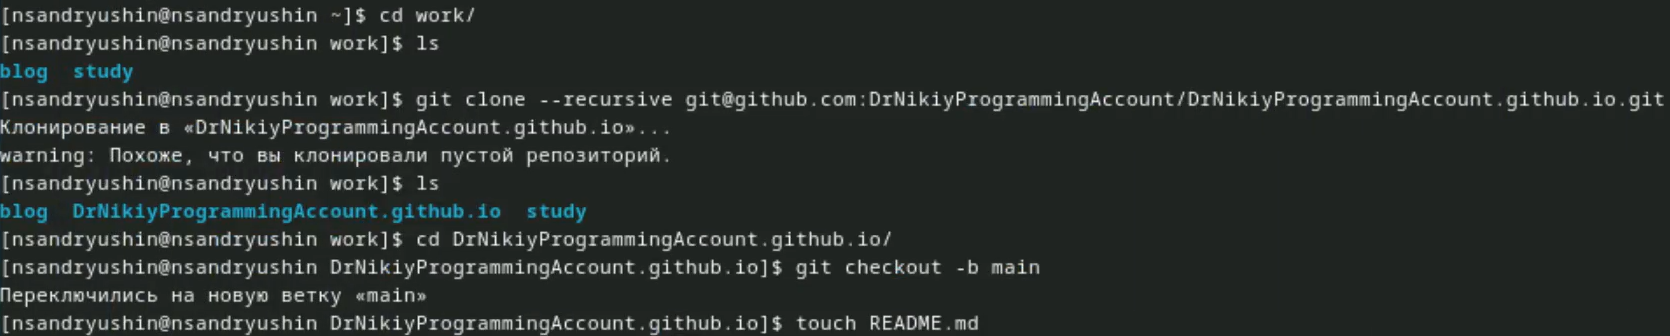 [nsandryushin@nsandryushin ~]$ cd work/
[nsandryushin@nsandryushin work]$ ls
blog  study
[nsandryushin@nsandryushin work]$ git clone --recursive git@github.com:DrNikiyProgrammingAccount/DrNikiyProgrammingAccount.github.io.git
Клонирование в «DrNikiyProgrammingAccount.github.io»...
warning: Похоже, что вы клонировали пустой репозиторий.
[nsandryushin@nsandryushin work]$ ls
blog  DrNikiyProgrammingAccount.github.io  study
[nsandryushin@nsandryushin work]$ cd DrNikiyProgrammingAccount.github.io/
[nsandryushin@nsandryushin DrNikiyProgrammingAccount.github.io]$ git checkout -b main
Переключились на новую ветку «main»
[nsandryushin@nsandryushin DrNikiyProgrammingAccount.github.io]$ touch README.md